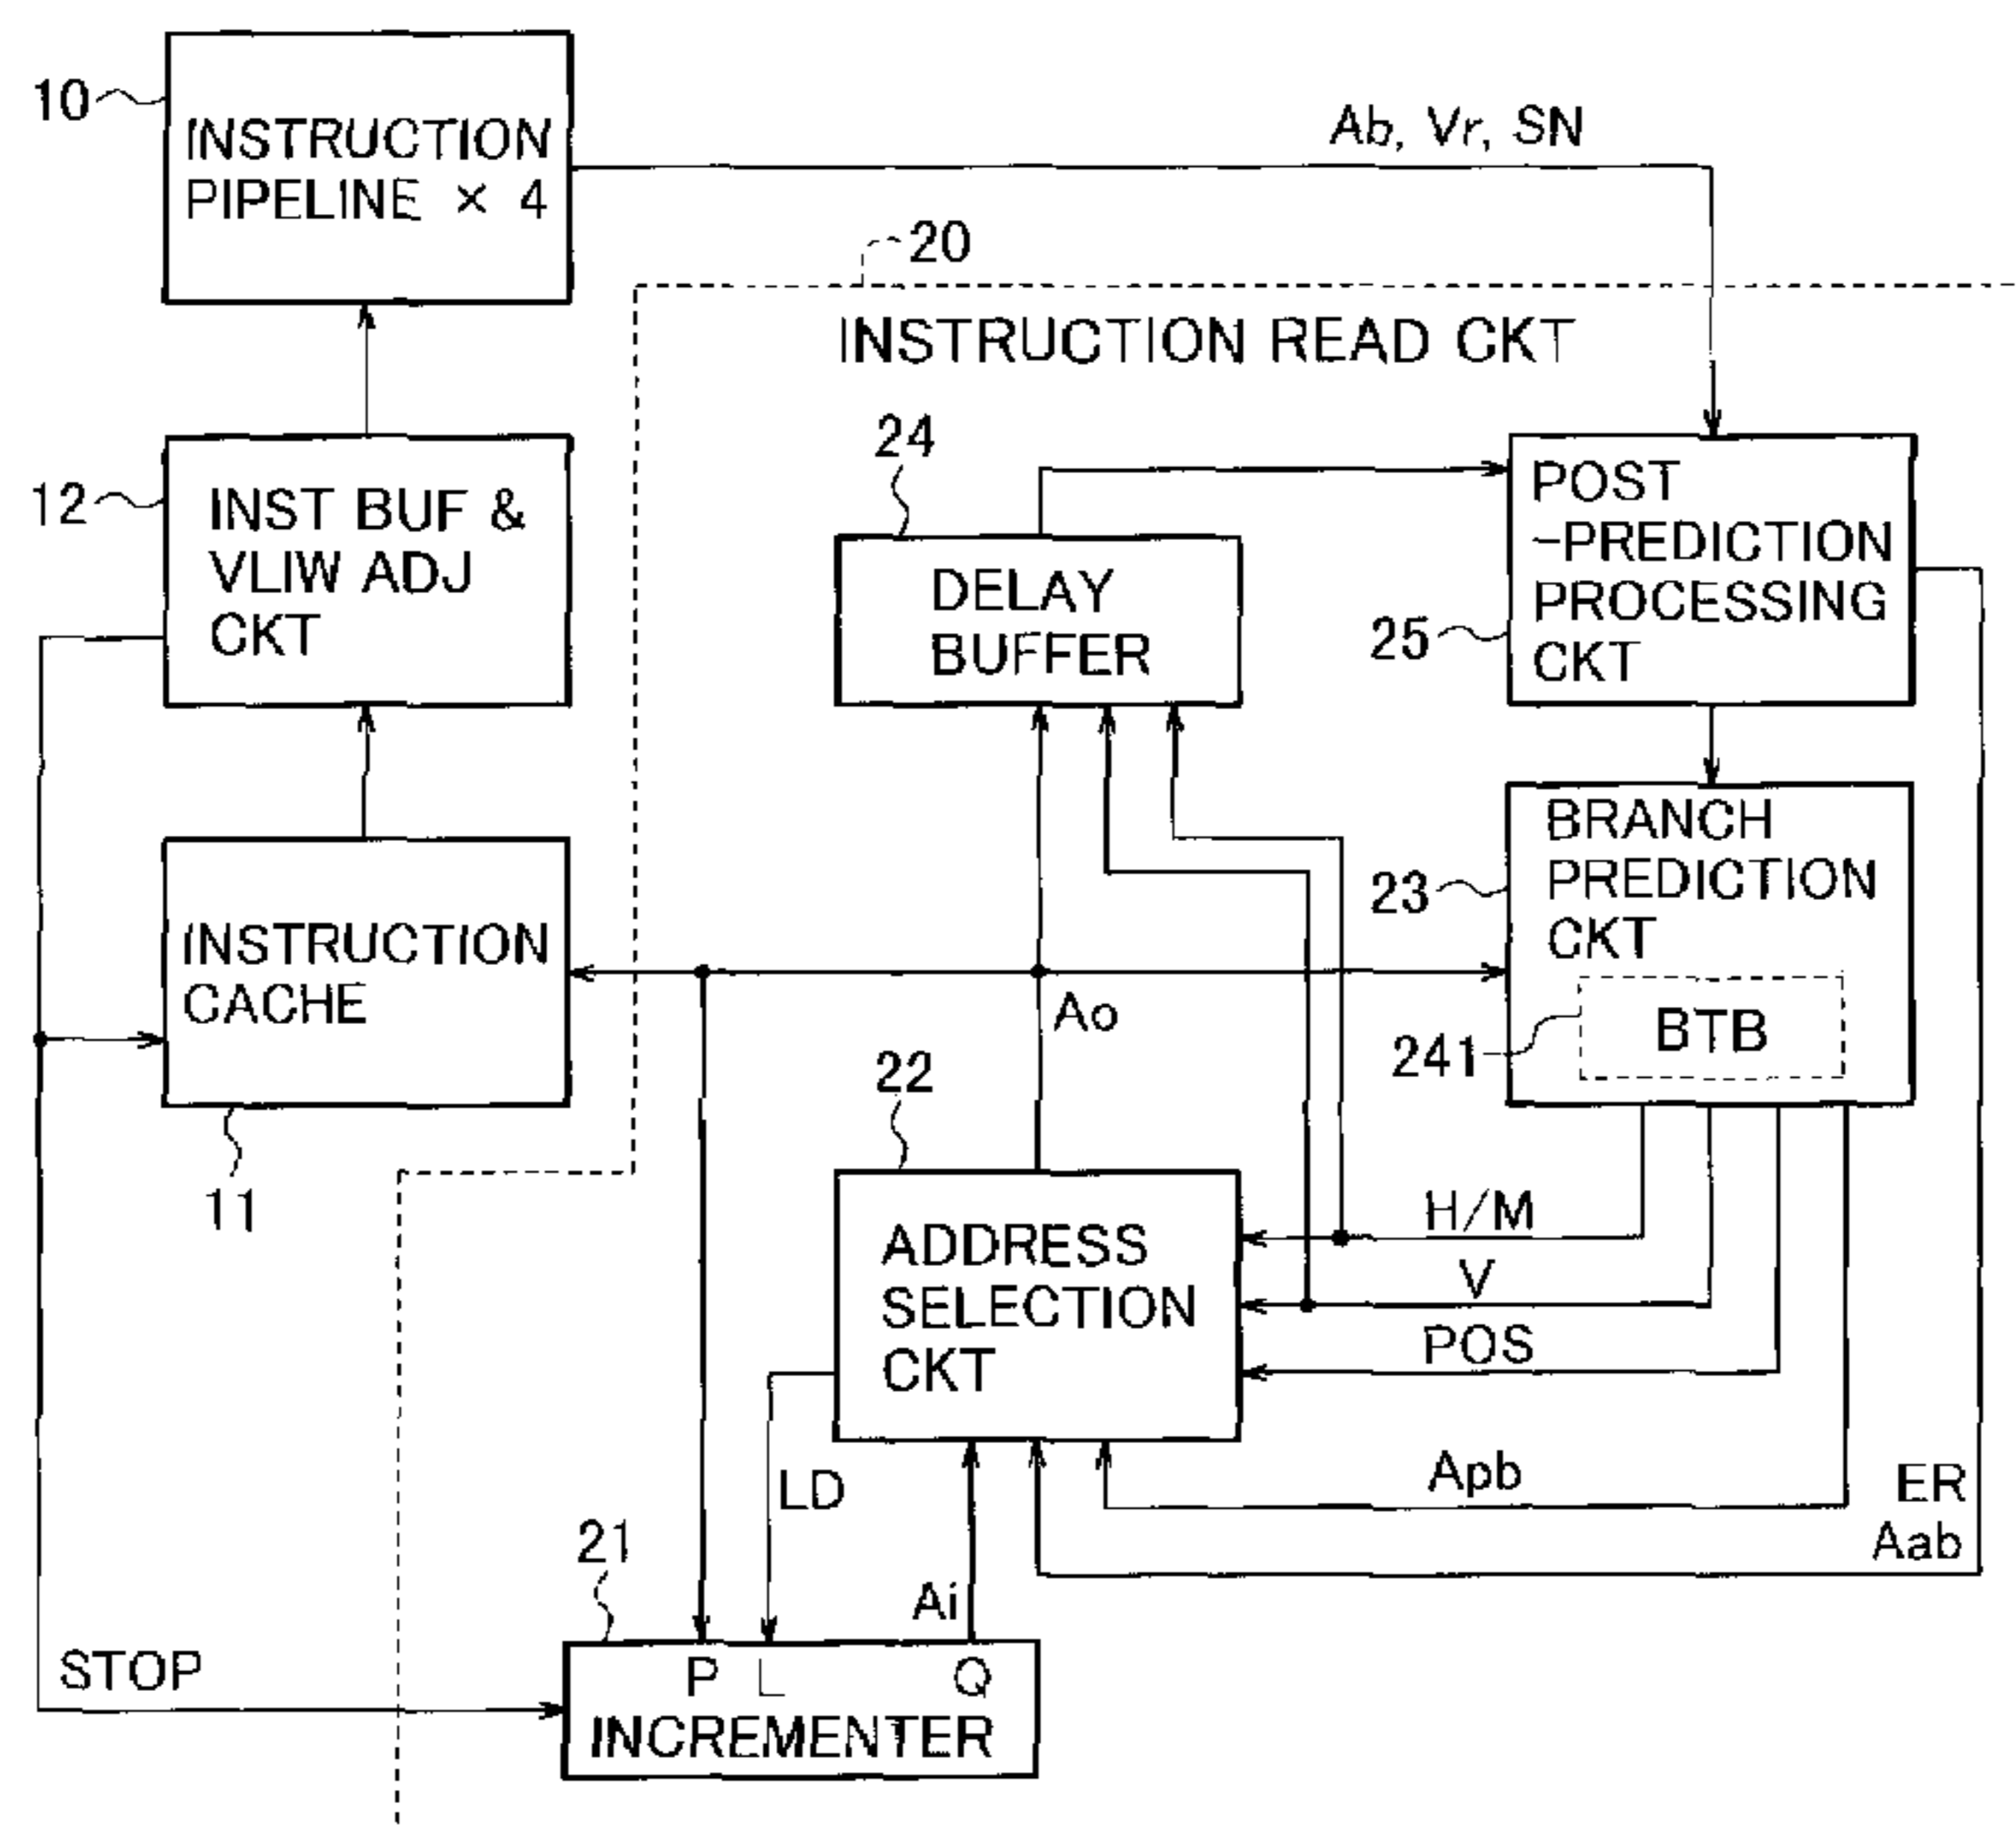 10
INSTRUCTION
PIPELINE × 4
Ab, Vr, SN
20
INSTRUCTION READ CKT
12
INST BUF &
VLIW ADJ
CKT
24
DELAY
BUFFER
POST
-PREDICTION
PROCESSING
CKT
25
INSTRUCTION
CACHE
11
Ao
BRANCH
PREDICTION
CKT
23
241
BTB
22
ADDRESS
SELECTION
CKT
H/M
V
POS
Apb
ER
Aab
LD
Ai
21
STOP
P L Q
INCREMENTER